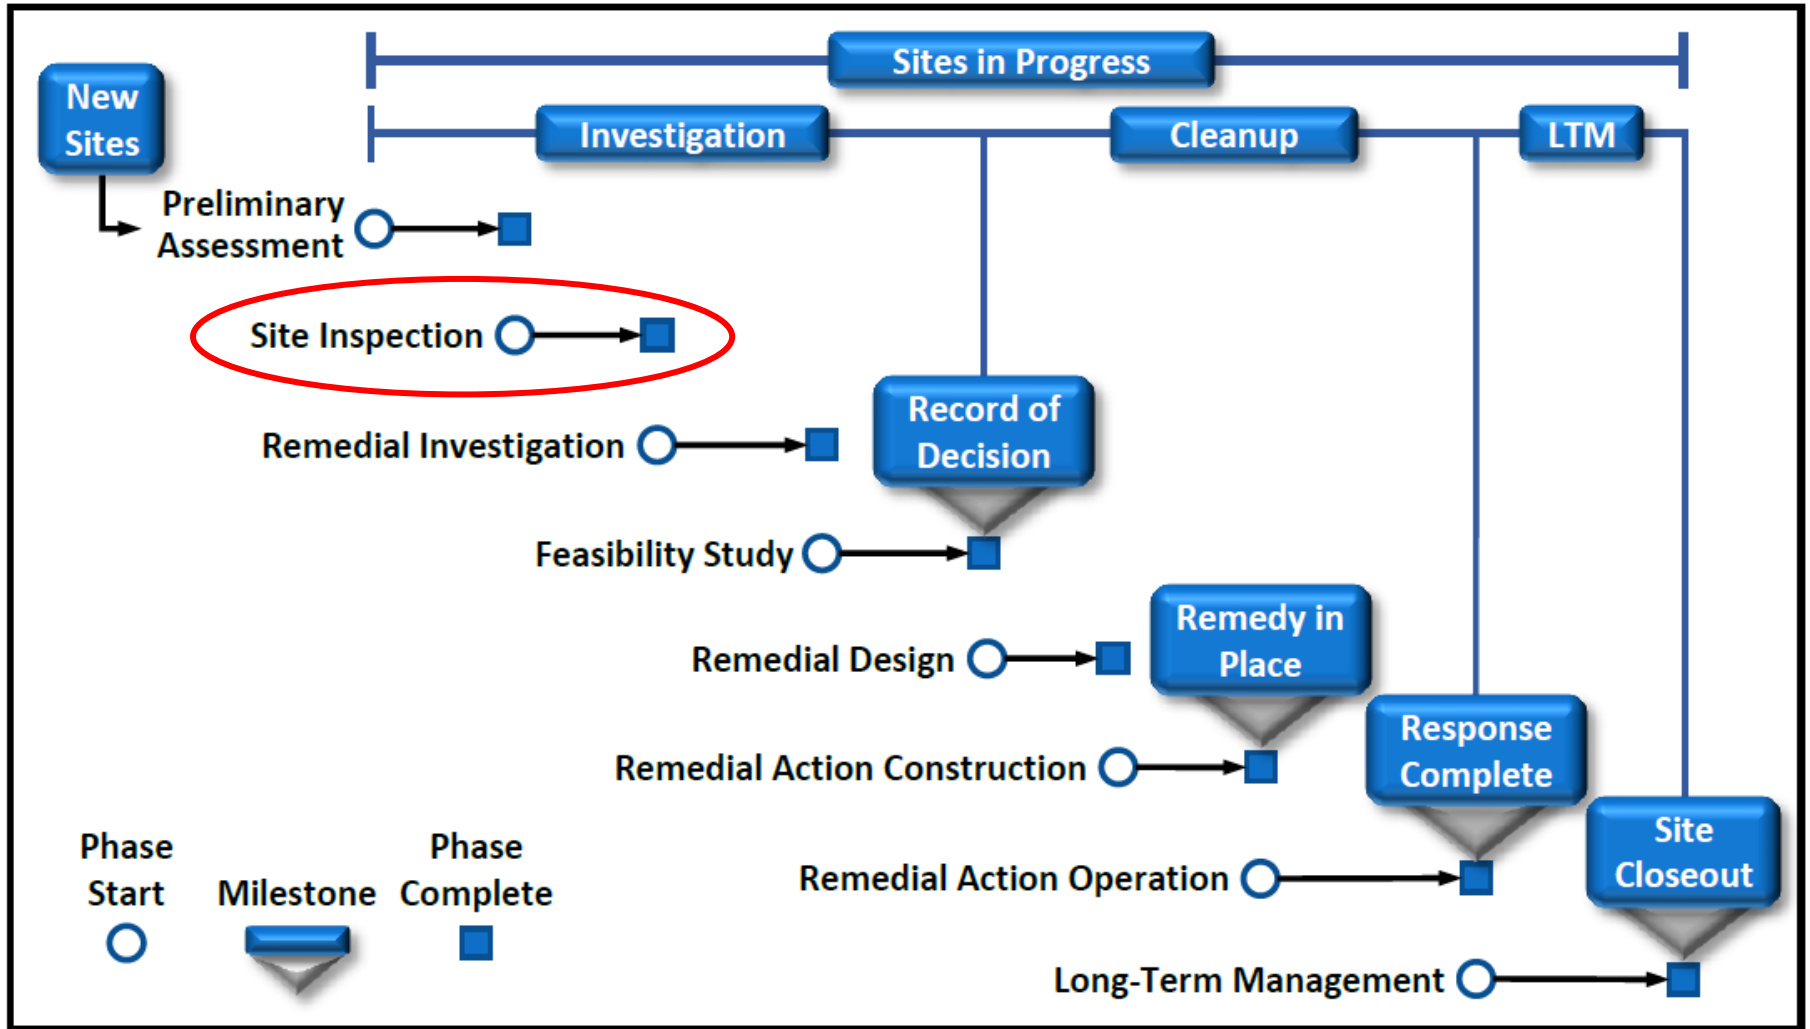 Sites in Progress
New
Sites
Investigation
Cleanup
LTM
Preliminary
Assessment
Site Inspection
Remedial Investigation
Record of
Decision
Feasibility Study
Remedial Design
Remedy in
Place
Remedial Action Construction
Response
Complete
Remedial Action Operation
Site
Closeout
Long-Term Management
Phase
Start
Milestone
Phase
Complete